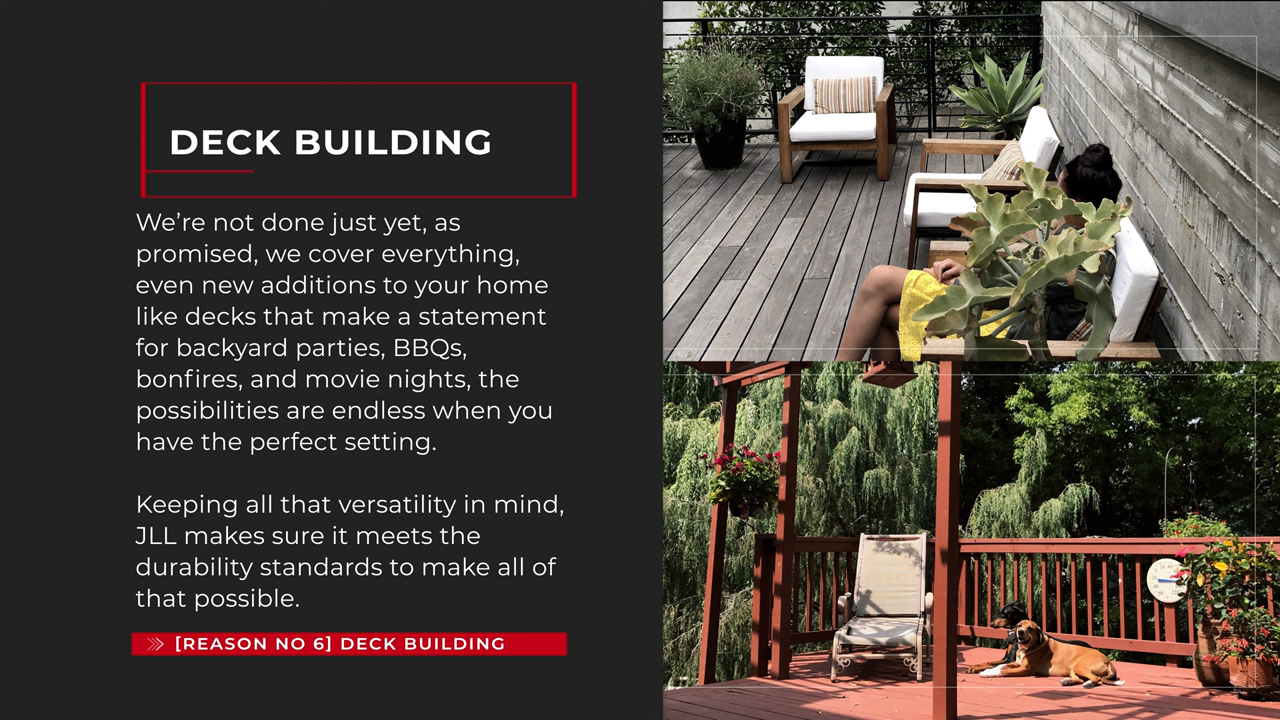 DECK BUILDING
We’re not done just yet, as
promised, we cover everything,
even new additions to your home
like decks that make a statement
for backyard parties, BBQs,
bonfires, and movie nights, the
possibilities are endless when you
have the perfect setting.
Keeping all that versatility in mind,
JLL makes sure it meets the
durability standards to make all of
that possible.
[REASON NO 6] DECK BUILDING